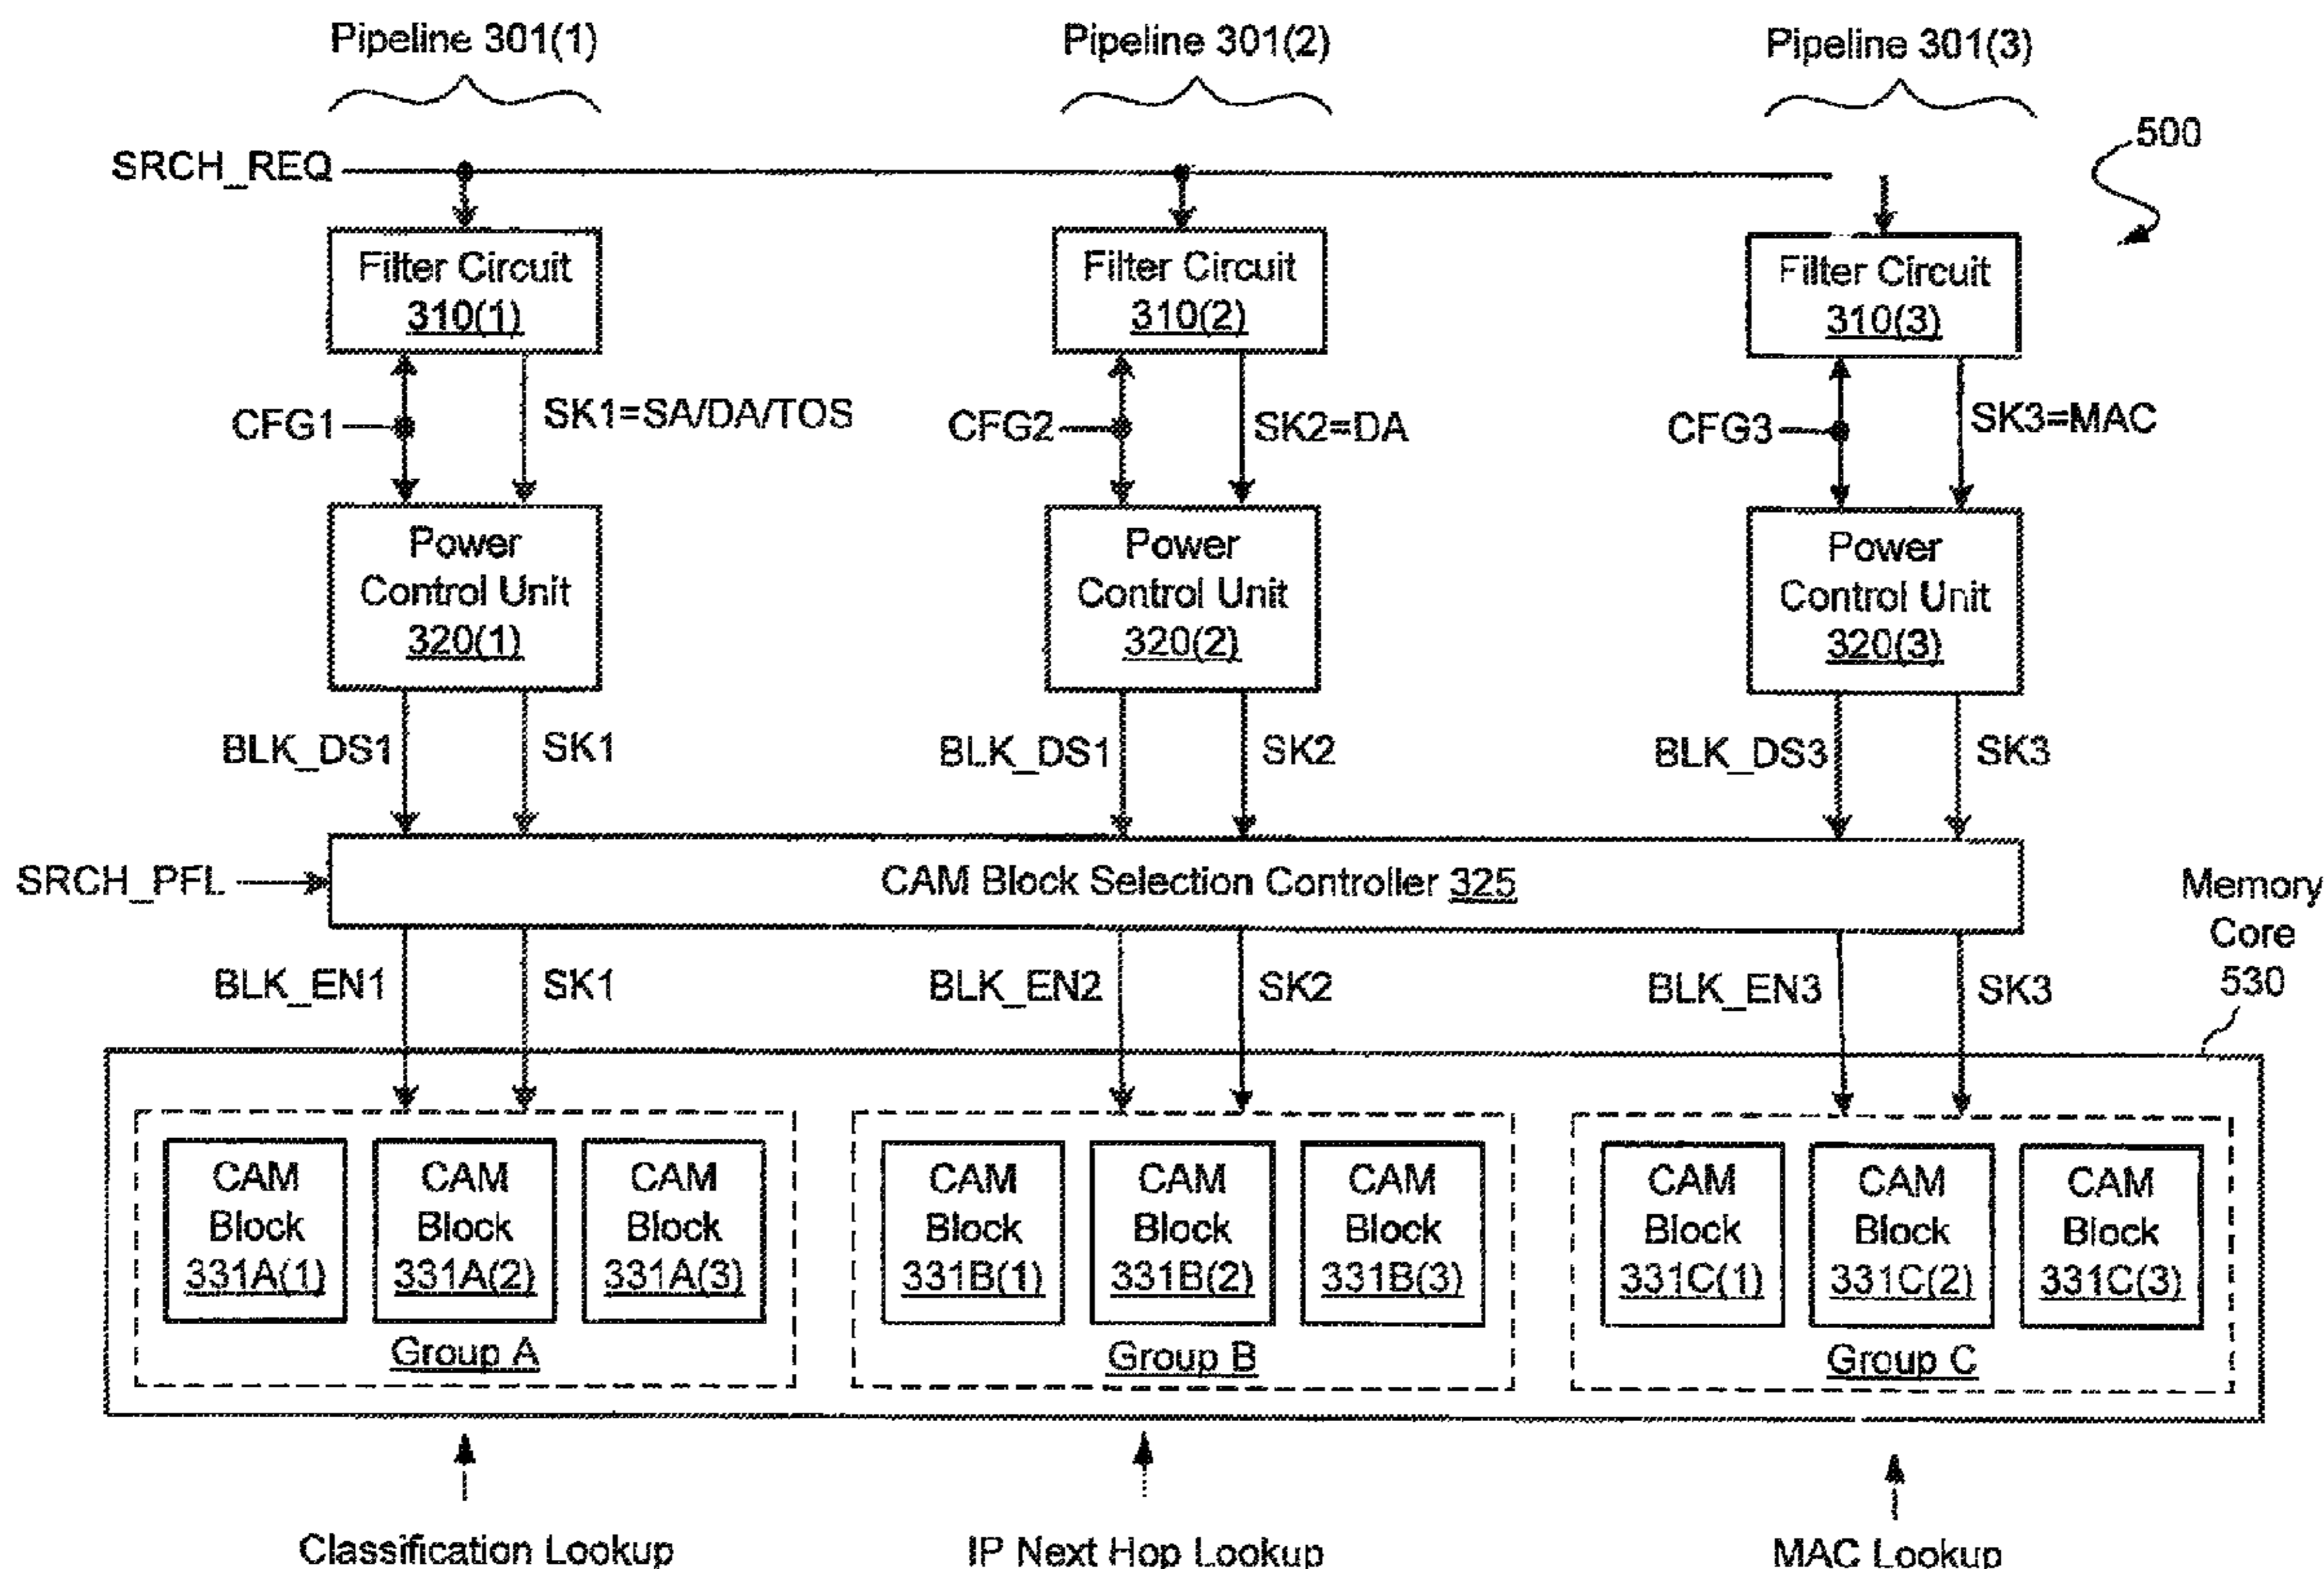 Pipeline 301(1)
Pipeline 301(2)
Pipeline 301(3)
500
SRCH_REQ
Filter Circuit
310(1)
Filter Circuit
310(2)
Filter Circuit
310(3)
CFG1
SK1=SA/DA/TOS
CFG2
SK2=DA
CFG3
SK3=MAC
Power
Control Unit
320(1)
Power
Control Unit
320(2)
Power
Control Unit
320(3)
BLK_DS1
SK1
BLK_DS1
SK2
BLK_DS3
SK3
SRCH_PFL
CAM Block Selection Controller 325
Memory
Core
530
BLK_EN1
SK1
BLK_EN2
SK2
BLK_EN3
SK3
CAM
Block
331A(1)
CAM
Block
331A(2)
CAM
Block
331A(3)
Group A
CAM
Block
331B(1)
CAM
Block
331B(2)
CAM
Block
331B(3)
Group B
CAM
Block
331C(1)
CAM
Block
331C(2)
CAM
Block
331C(3)
Group C
Classification Lookup
IP Next Hop Lookup
MAC Lookup